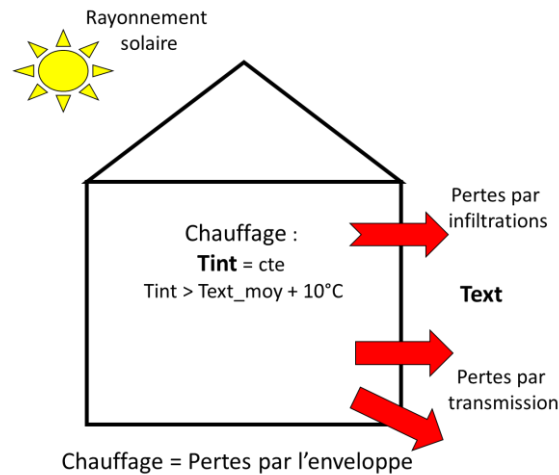 Rayonnement
solaire
Pertes par
infiltrations
Chauffage :
Tint = cte
Tint > Text_moy + 10°C
Text
Pertes par
transmission
Chauffage = Pertes par l'enveloppe